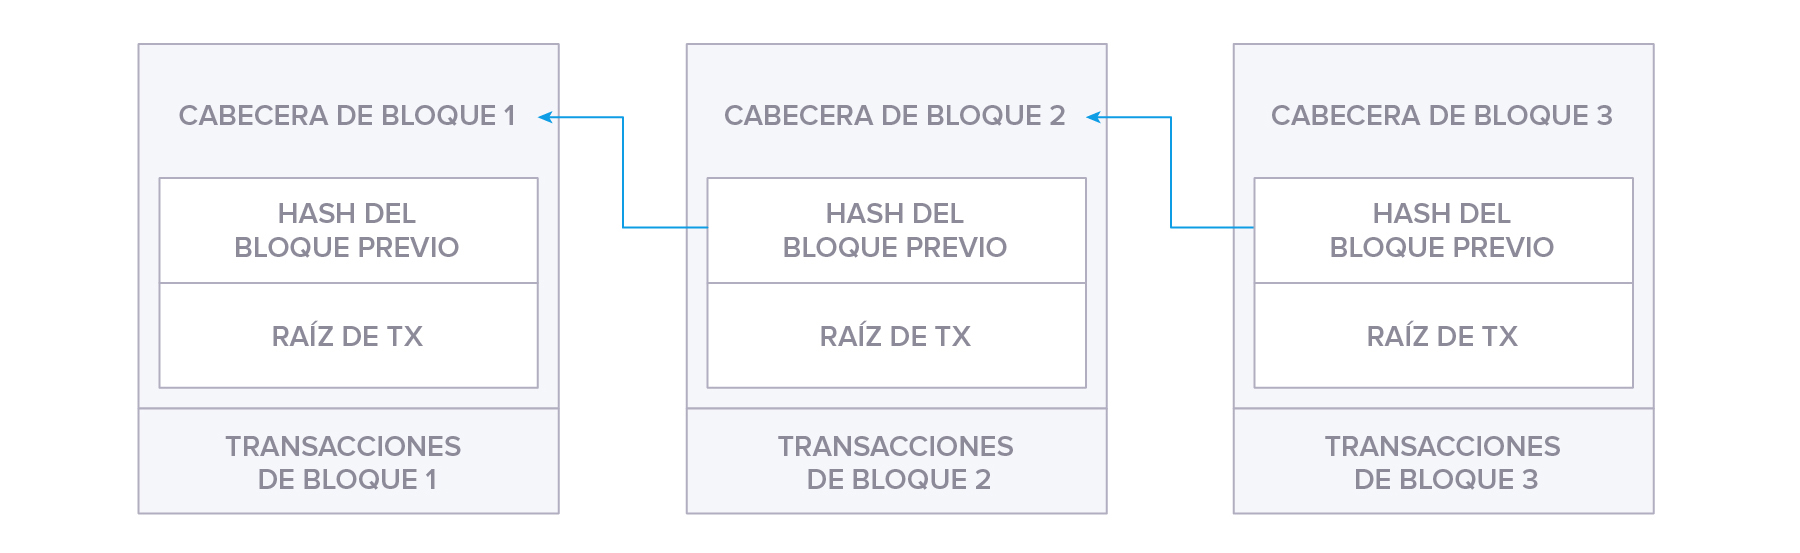 CABECERA DE BLOQUE 1
HASH DEL
BLOQUE PREVIO
RAÍZ DE TX
TRANSACCIONES
DE BLOQUE 1
CABECERA DE BLOQUE 2
HASH DEL
BLOQUE PREVIO
RAÍZ DE TX
TRANSACCIONES
DE BLOQUE 2
CABECERA DE BLOQUE 3
HASH DEL
BLOQUE PREVIO
RAÍZ DE TX
TRANSACCIONES
DE BLOQUE 3